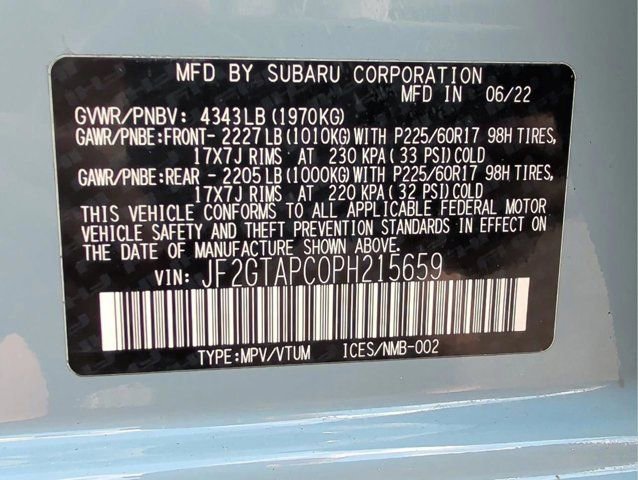 MFD BY SUBARU CORPORATION
MFD IN 06/22
GVWR/PNBV: 4343LB(1970KG)
GAWR/PNBE:FRONT- 2227LB(1010KG)WITH P225/60R17 98H TIRES,
17X7J RIMS AT 230 KPA(33 PSI)COLD
GAWR/PNBE:REAR - 2205LB(1000KG)WITH P225/60R17 98H TIRES,
17X7J RIMS AT 220 KPA(32 PSI)COLD
THIS VEHICLE CONFORMS TO ALL APPLICABLE FEDERAL MOTOR
VEHICLE SAFETY AND THEFT PREVENTION STANDARDS IN EFFECT ON
THE DATE OF MANUFACTURE SHOWN ABOVE.
VIN: JF2GTAPC0PH215659
TYPE:MPV/VTUM ICES/NMB-002